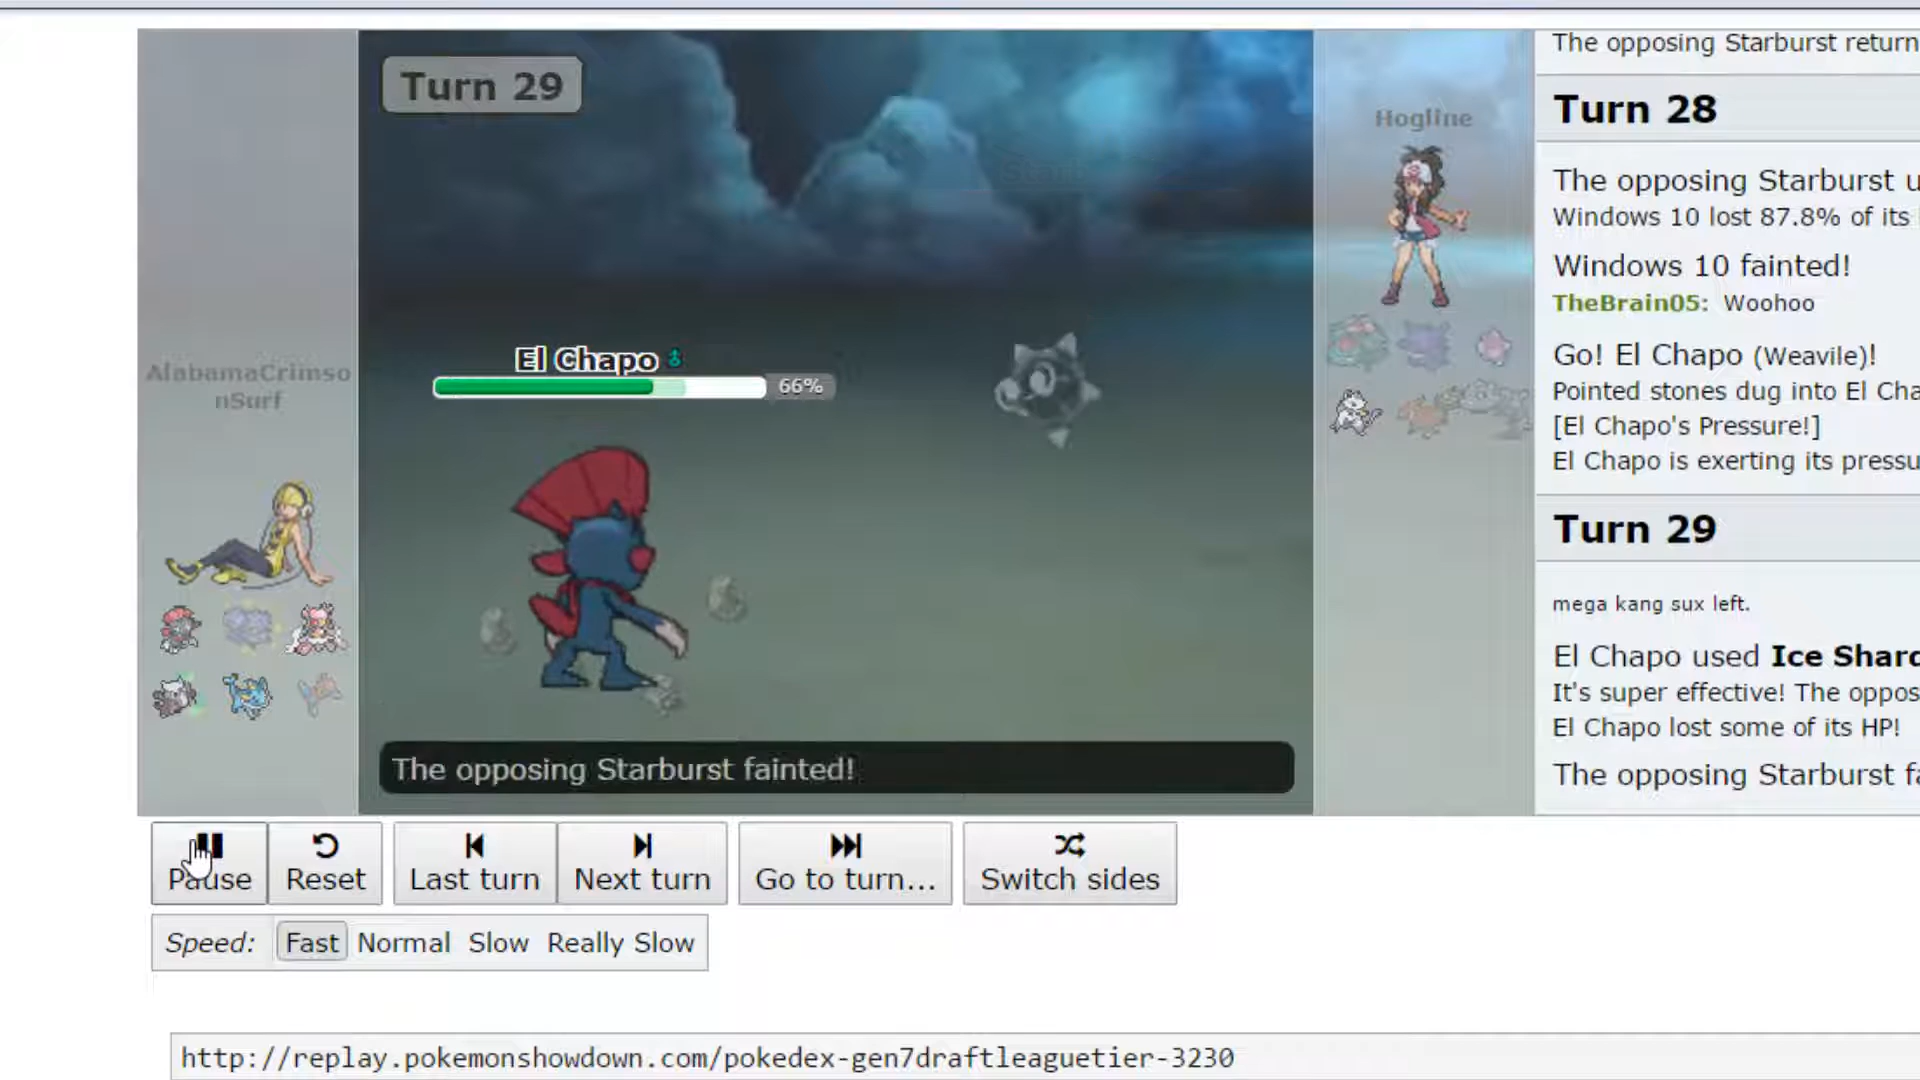 Turn 29
AlabamaCrimso
nSurf
El Chapo
66%
The opposing Starburst fainted!
Hogline
The opposing Starburst return
Turn 28
The opposing Starburst u
Windows 10 lost 87.8% of its
Windows 10 fainted!
TheBrain05: Woohoo
Go! El Chapo (Weavile)!
Pointed stones dug into El Cha
[El Chapo's Pressure!]
El Chapo is exerting its pressu
Turn 29
mega kang sux left.
El Chapo used Ice Shard
It's super effective! The oppos
El Chapo lost some of its HP!
The opposing Starburst fa
Pause Reset Last turn Next turn Go to turn... Switch sides
Speed: Fast Normal Slow Really Slow
http://replay.pokemonshowdown.com/pokedex-gen7draftleaguetier-3230